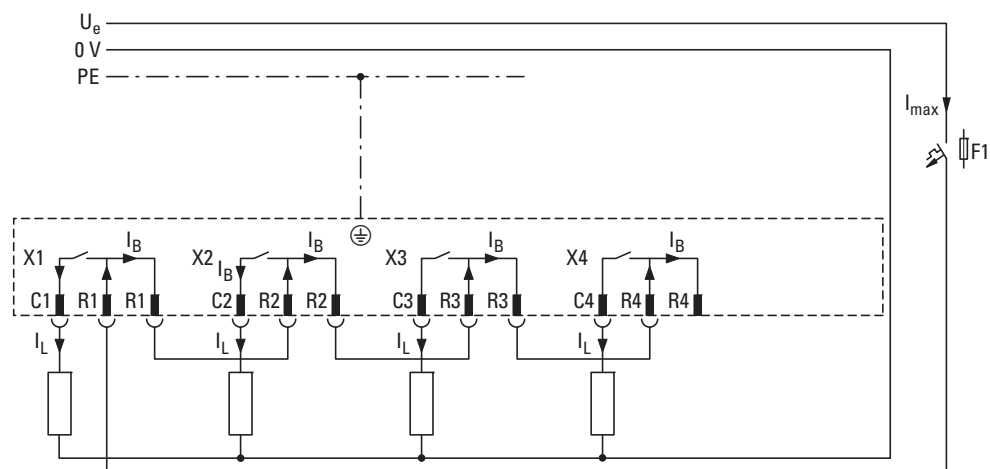 Ue
0 V
PE
Imax
F1
X1
IB
X2
IB
IB
X3
IB
X4
IB
C1 R1 R1 C2 R2 R2 C3 R3 R3 C4 R4 R4
IL IL IL IL